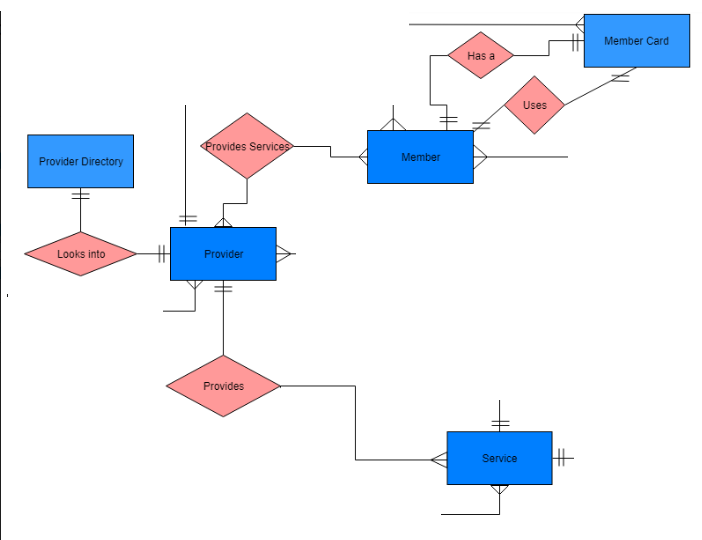 Member Card
Has a
Uses
Provides Services
Member
Provider Directory
Looks into
Provider
Provides
Service